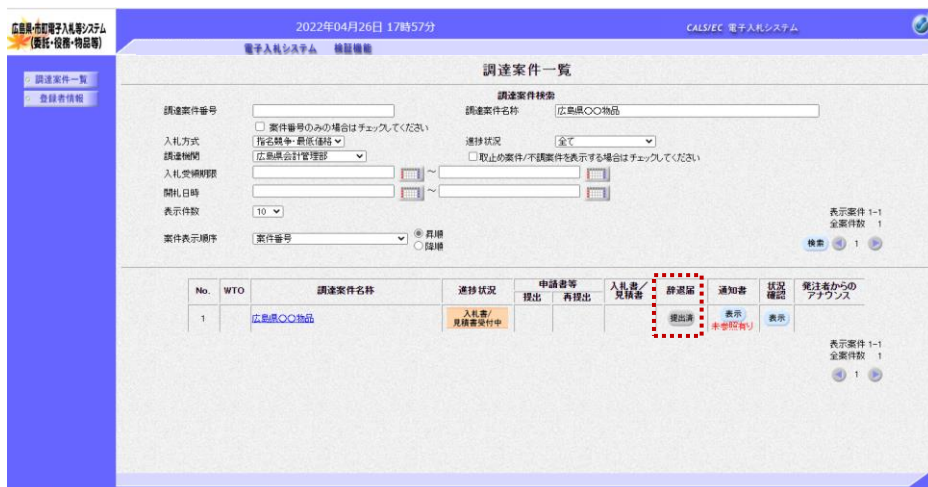 広島県・市町電子入札等システム
(委託・役務・物品等)
2022年04月26日 17時57分
CALS/EC 電子入札システム
電子入札システム 検証機能
調達案件一覧
登録者情報
調達案件一覧
調達案件検索
調達案件番号
調達案件名称 広島県〇〇物品
案件番号のみの場合はチェックしてください
入札方式 指名競争・最低価格
進捗状況 全て
調達機関 広島県会計管理部
取止め案件/不調案件を表示する場合はチェックしてください
入札受領期限 ~
開札日時 ~
表示件数 10
表示案件 1-1
全案件数 1
案件表示順序 案件番号
昇順
降順
検索 1
No. WTO 調達案件名称 進捗状況 申請書等 入札書/見積書 辞退届 通知書 状況確認 発注者からのアナウンス
提出 再提出
1 広島県〇〇物品 入札書/見積書受付中 提出済 表示 表示
未参照有り
表示案件 1-1
全案件数 1
1